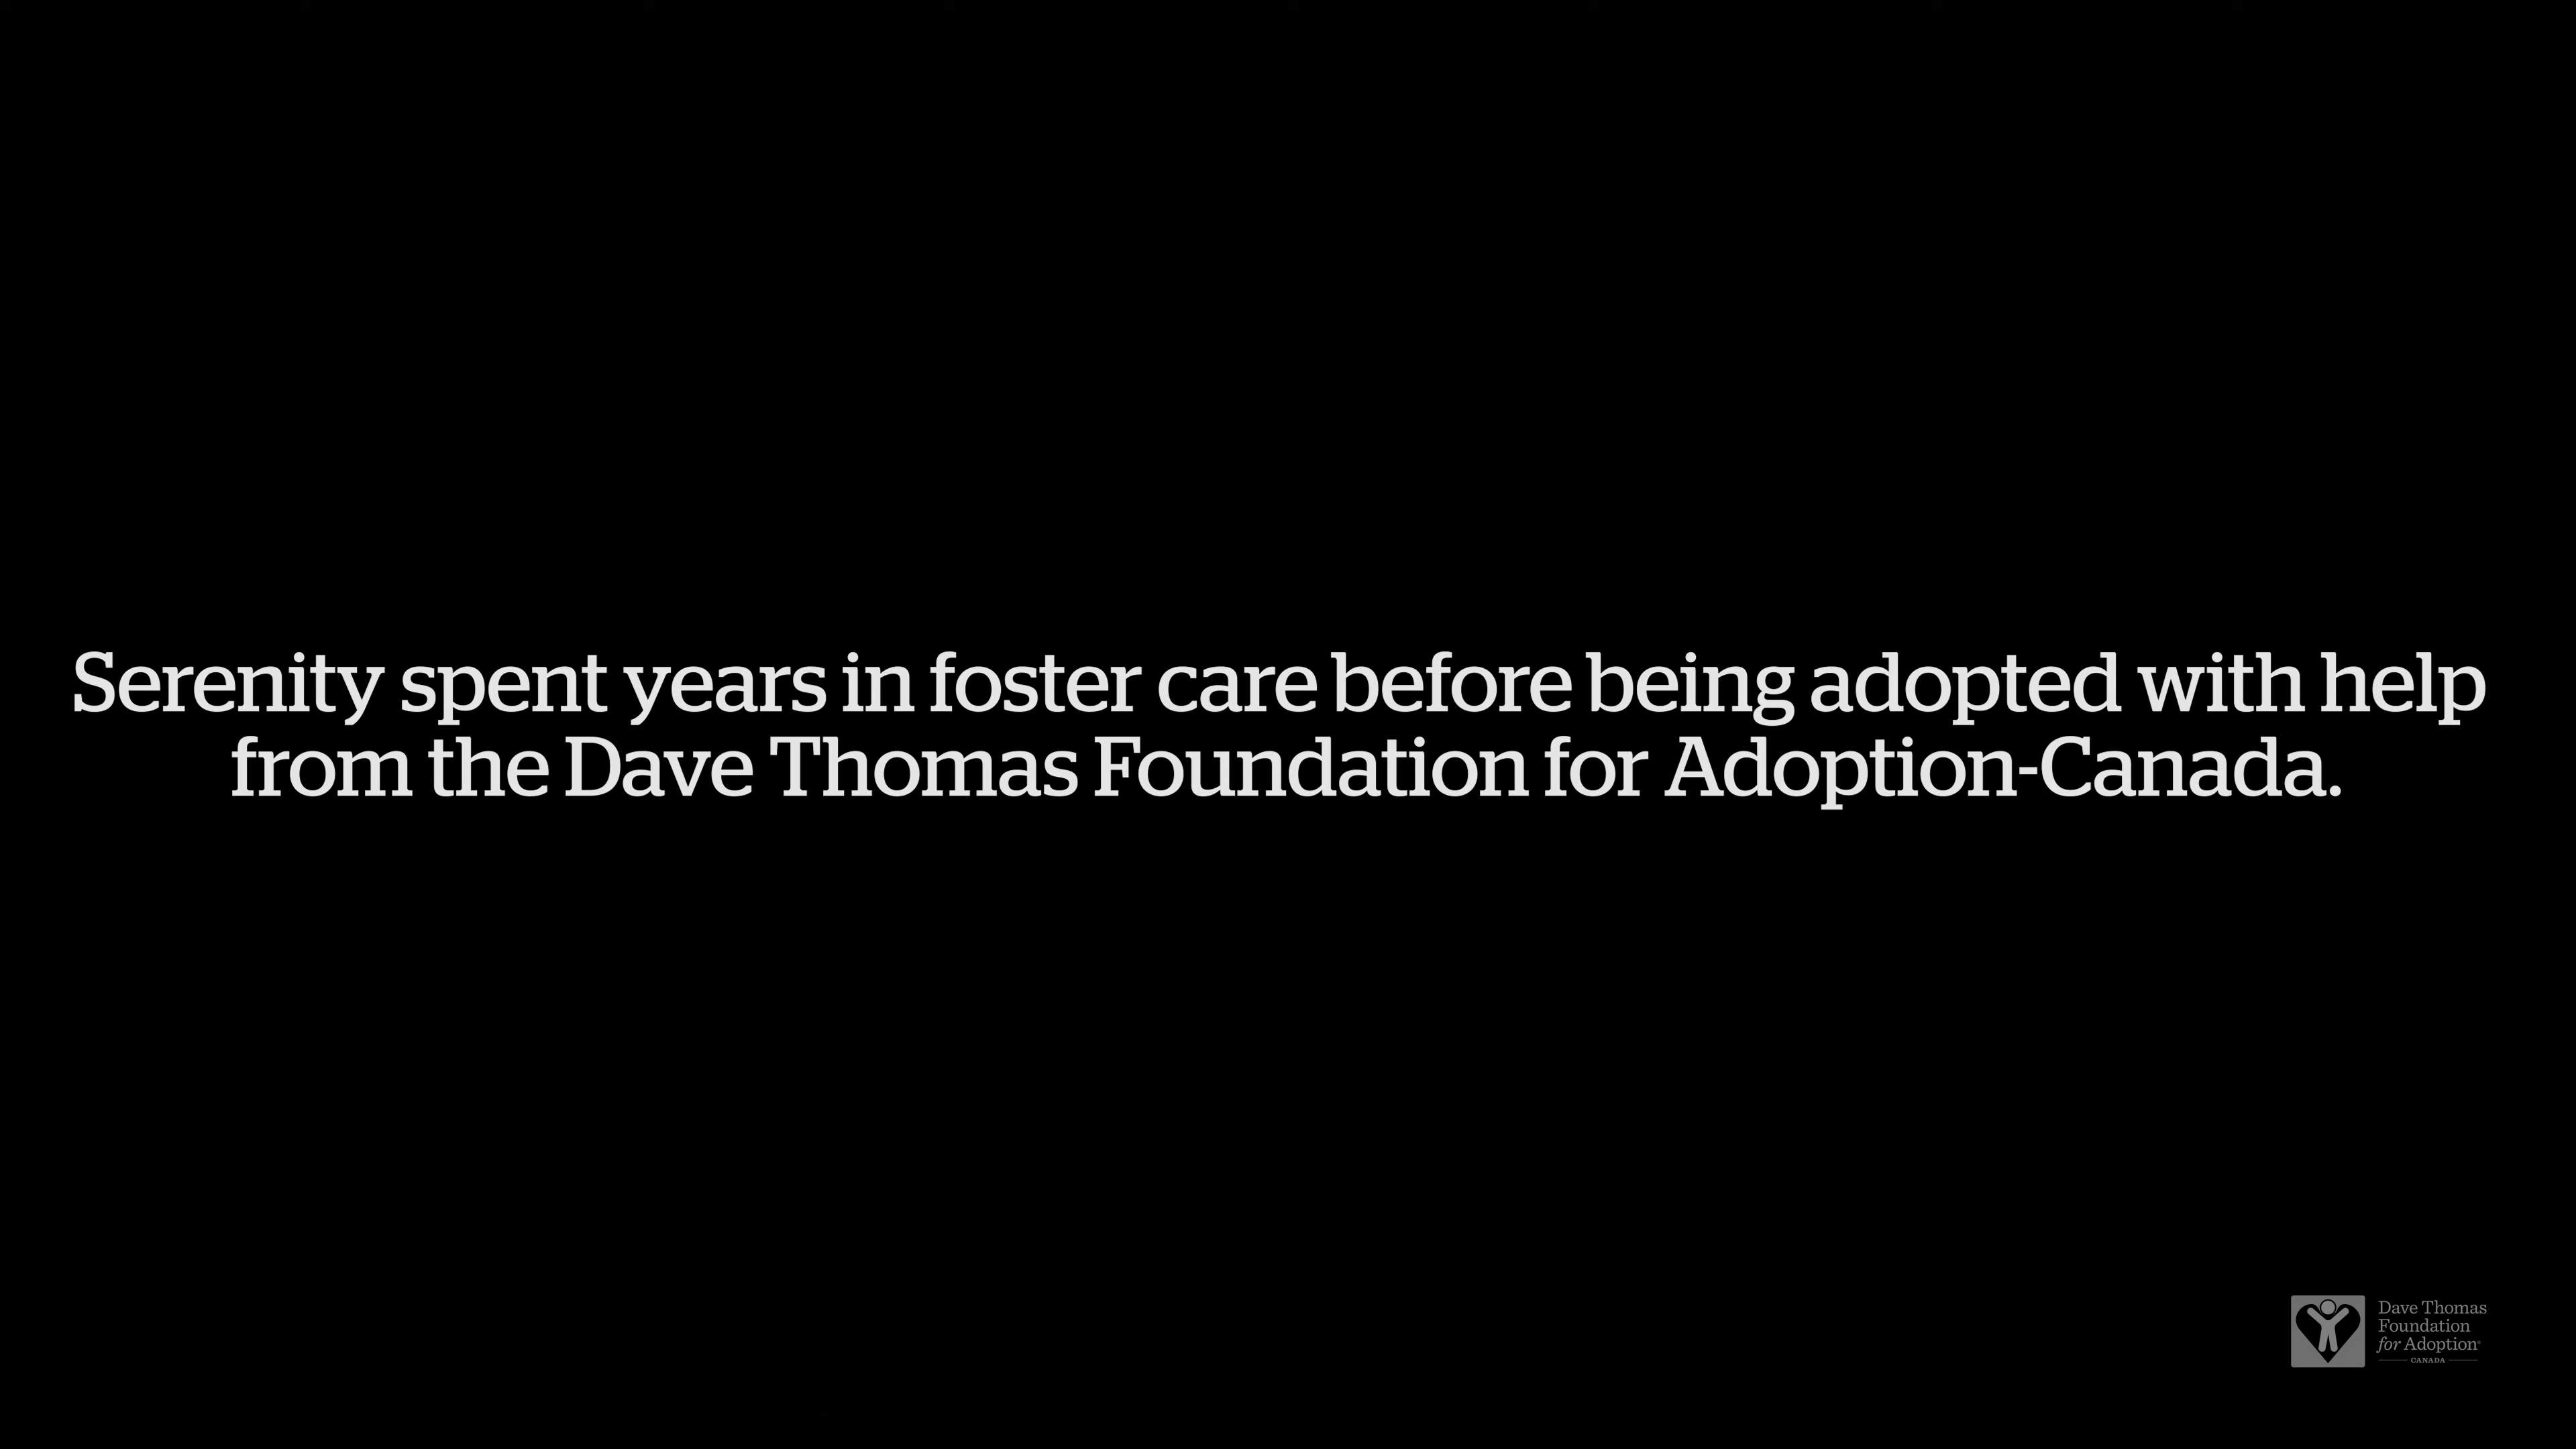 Serenity spent years in foster care before being adopted with help
from the Dave Thomas Foundation for Adoption-Canada.
Dave Thomas
Foundation
for Adoption®
CANADA